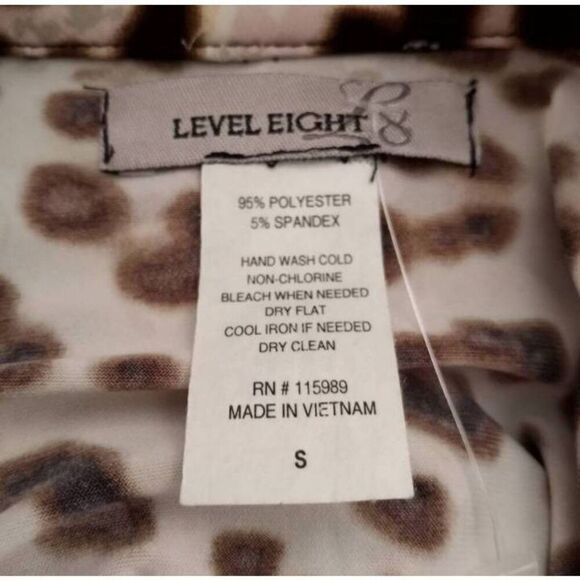 LEVEL EIGHT L8
95% POLYESTER
5% SPANDEX
HAND WASH COLD
NON-CHLORINE
BLEACH WHEN NEEDED
DRY FLAT
COOL IRON IF NEEDED
DRY CLEAN
RN # 115989
MADE IN VIETNAM
S